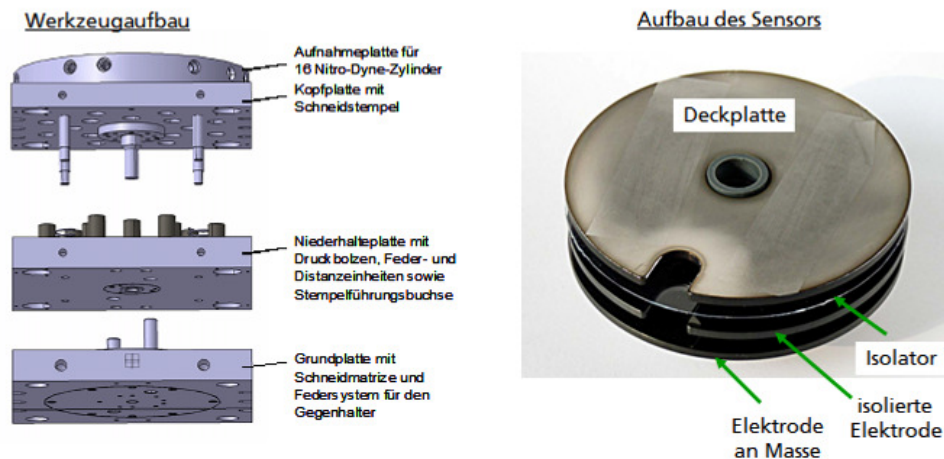 Werkzeugaufbau
Aufnahmeplatte für
16 Nitro-Dyne-Zylinder
Kopfplatte mit
Schneidstempel
Niederhalteplatte mit
Druckbolzen, Feder- und
Distanzeinheiten sowie
Stempelführungsbuchse
Grundplatte mit
Schneidmatrize und
Federsystem für den
Gegenhalter
Aufbau des Sensors
Deckplatte
Isolator
isolierte
Elektrode
Elektrode
an Masse